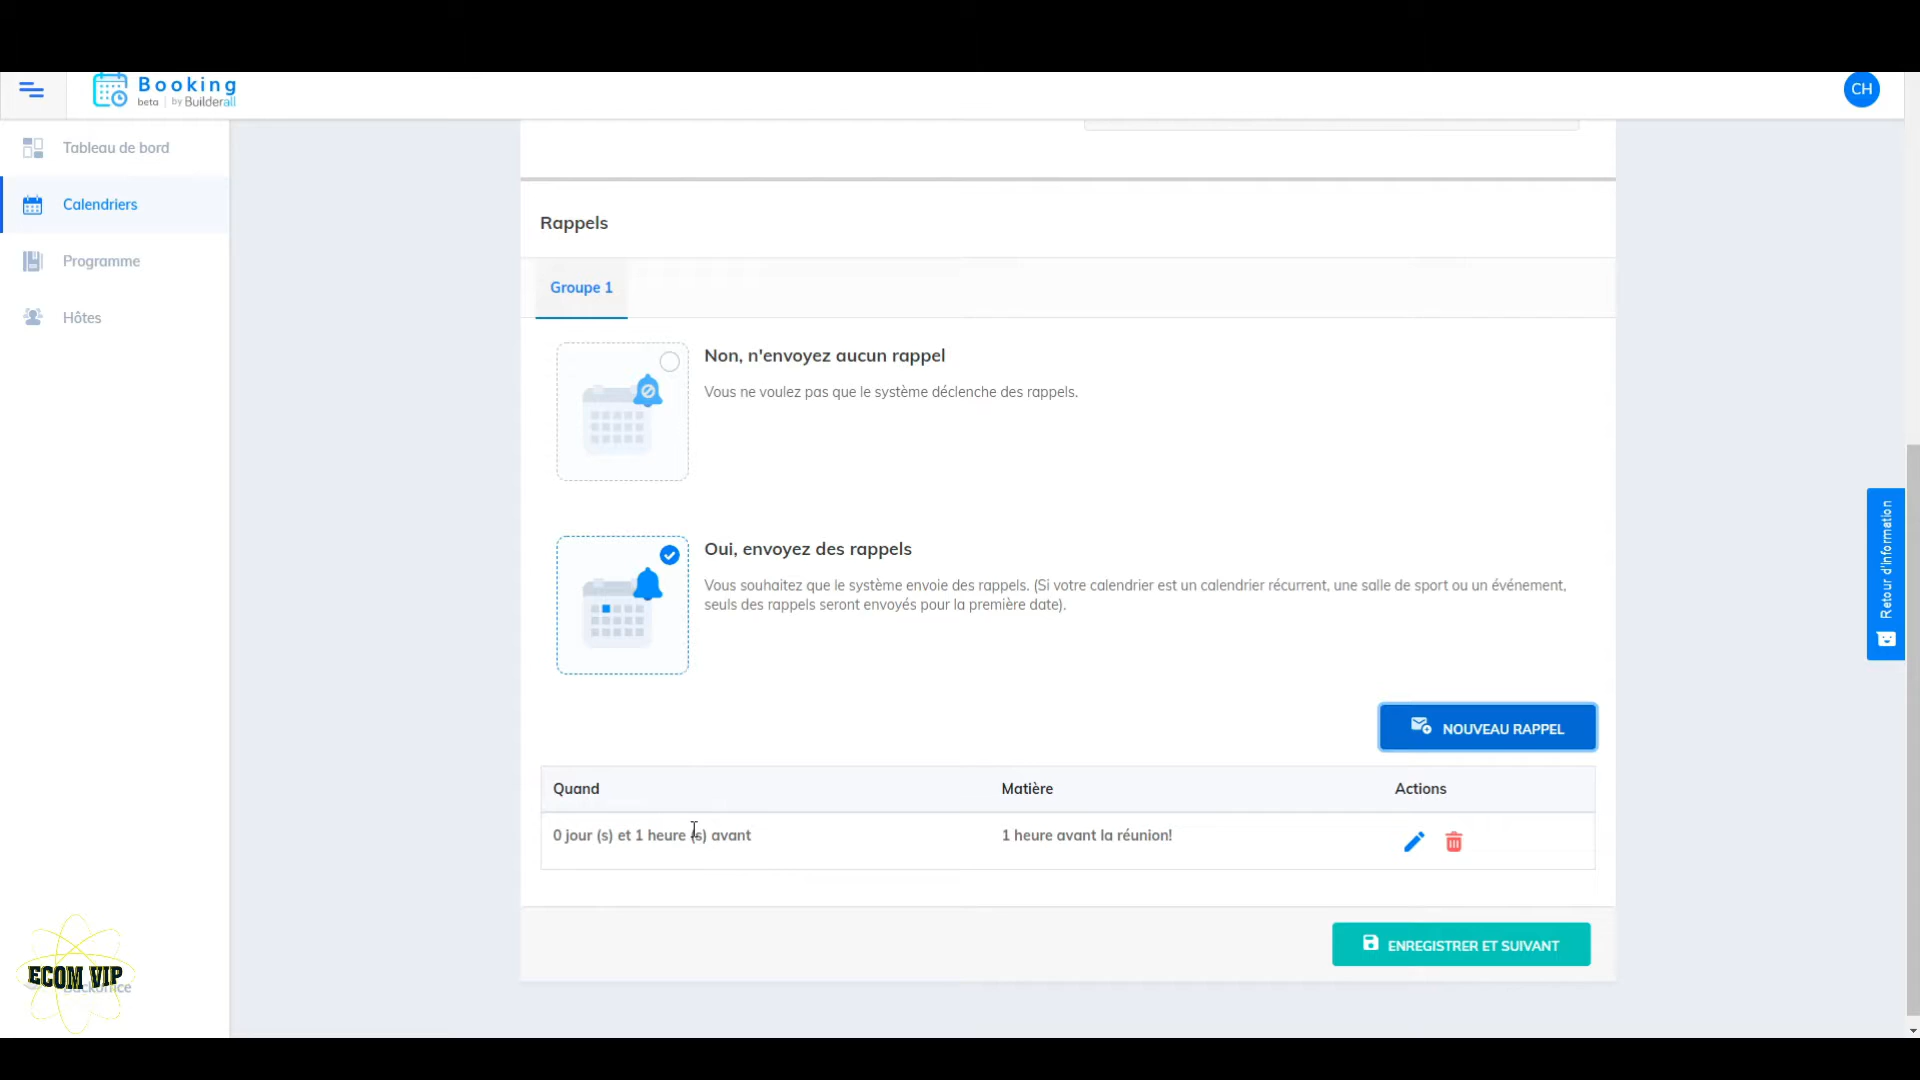 Booking
beta | by Builderall
CH
Tableau de bord
Calendriers
Programme
Hôtes
Rappels
Groupe 1
Non, n'envoyez aucun rappel
Vous ne voulez pas que le système déclenche des rappels.
Oui, envoyez des rappels
Vous souhaitez que le système envoie des rappels. (Si votre calendrier est un calendrier récurrent, une salle de sport ou un événement,
seuls des rappels seront envoyés pour la première date).
Retour d'information
NOUVEAU RAPPEL
Quand Matière Actions
0 jour (s) et 1 heure (s) avant 1 heure avant la réunion!
ENREGISTRER ET SUIVANT
ECOM VIP